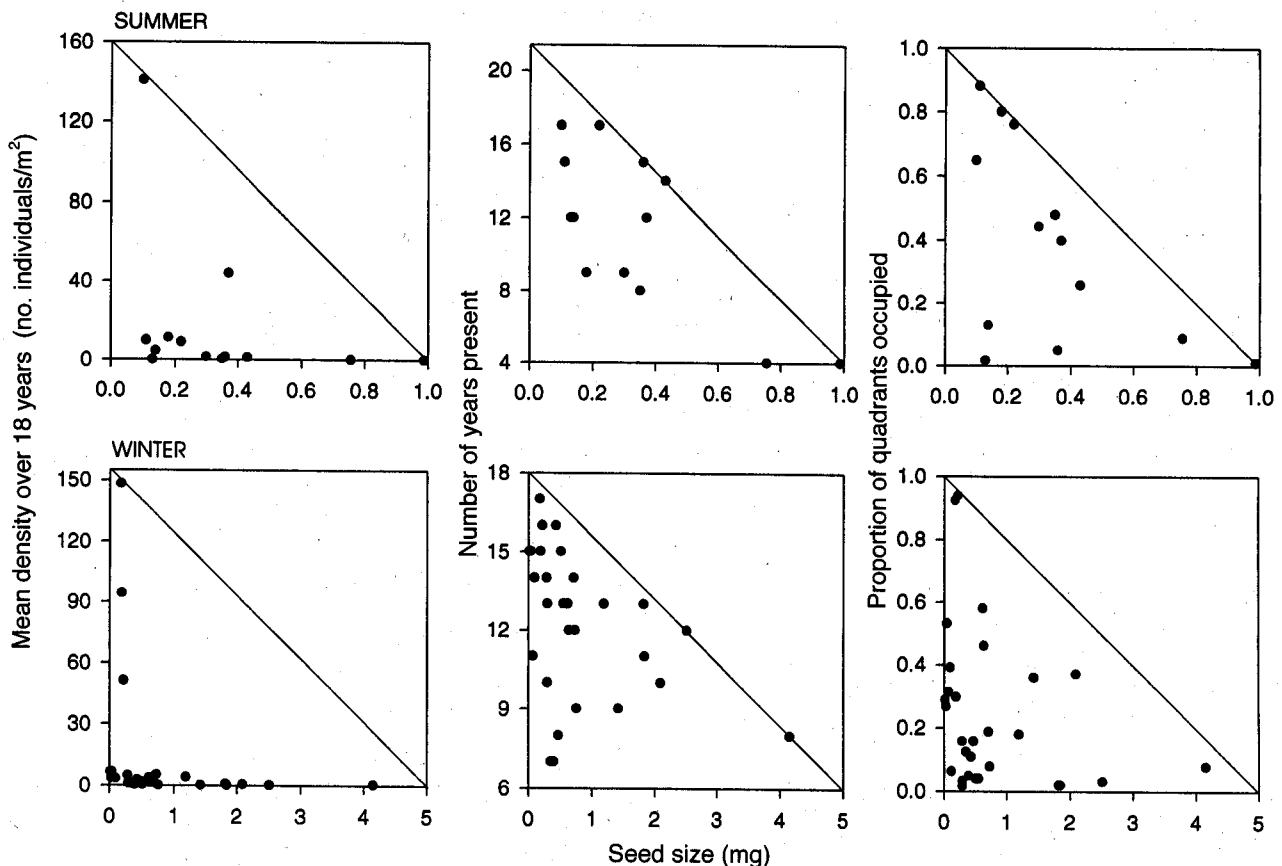 SUMMER
Mean density over 18 years (no. individuals/m²)
160
120
80
40
0
0.0 0.2 0.4 0.6 0.8 1.0
Number of years present
20
16
12
8
4
0.0 0.2 0.4 0.6 0.8 1.0
Proportion of quadrants occupied
1.0
0.8
0.6
0.4
0.2
0.0
0.0 0.2 0.4 0.6 0.8 1.0
WINTER
150
120
90
60
30
0
0 1 2 3 4 5
18
15
12
9
6
0 1 2 3 4 5
1.0
0.8
0.6
0.4
0.2
0.0
0 1 2 3 4 5
Seed size (mg)